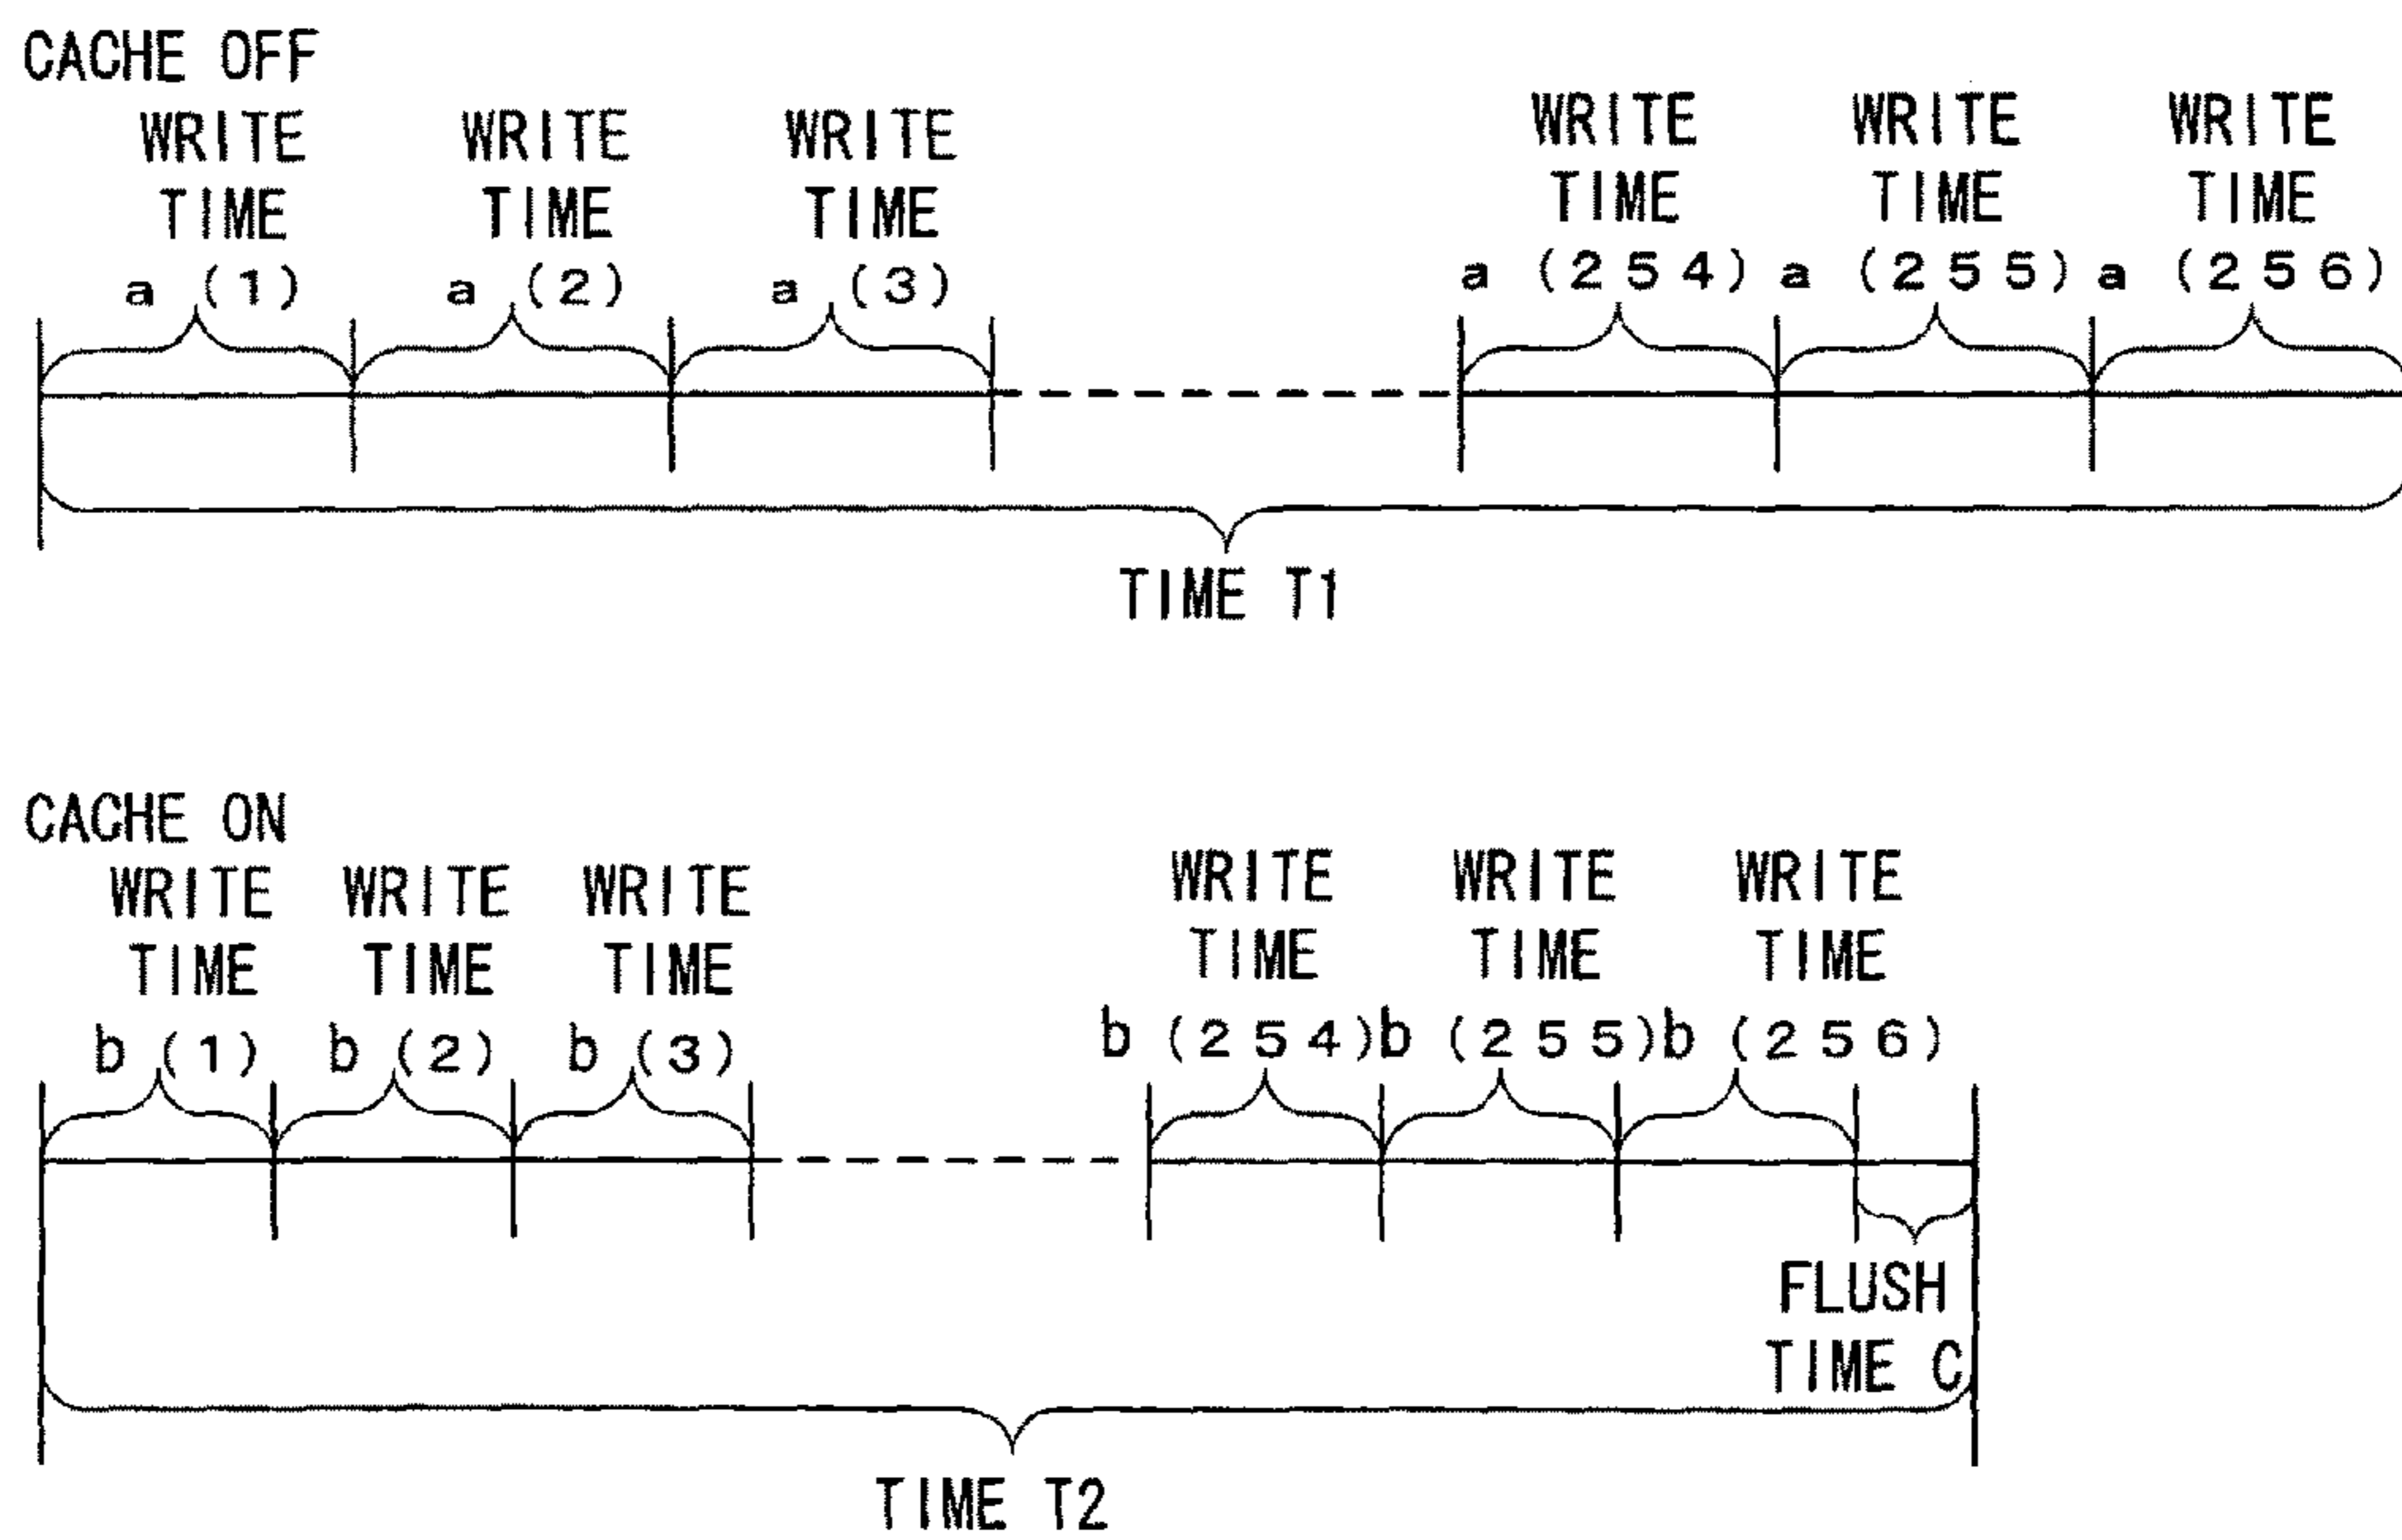 CACHE OFF
WRITE WRITE WRITE WRITE WRITE WRITE
TIME TIME TIME TIME TIME TIME
a (1) a (2) a (3) a (254) a (255) a (256)
TIME T1
CACHE ON
WRITE WRITE WRITE WRITE WRITE WRITE
TIME TIME TIME TIME TIME TIME
b (1) b (2) b (3) b (254) b (255) b (256)
FLUSH
TIME C
TIME T2